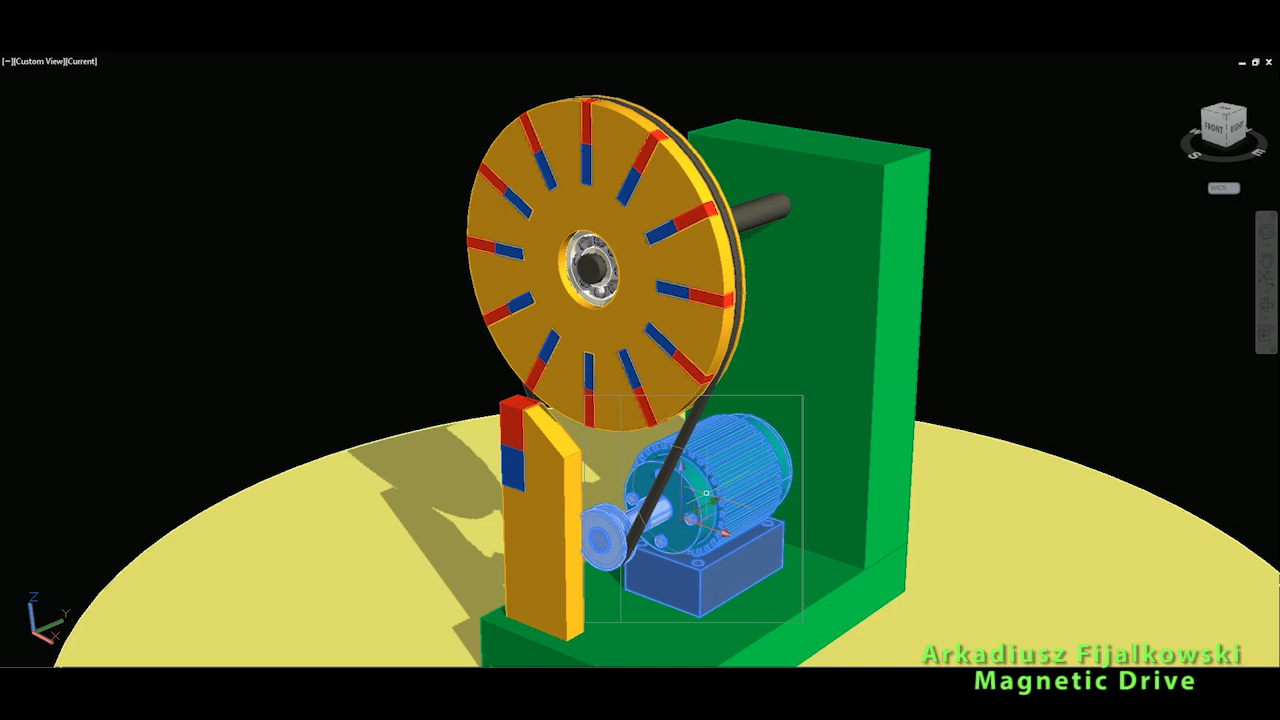 [−][Custom View][Current]
FRONT
RIGHT
S
E
WCS
Z
Y
X
Arkadiusz Fijalkowski
Magnetic Drive